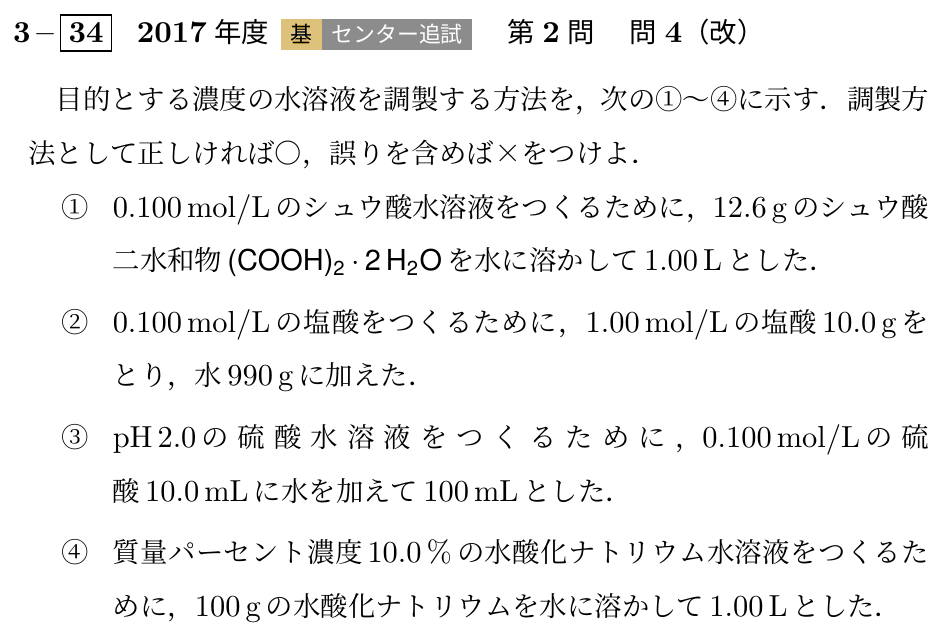 3-34 2017 年度 基 センター追試 第 2 問 問 4（改）
目的とする濃度の水溶液を調製する方法を，次の①〜④に示す．調製方
法として正しければ○，誤りを含めば×をつけよ．
① 0.100 mol/L のシュウ酸水溶液をつくるために，12.6 g のシュウ酸
二水和物 (COOH)₂・2 H₂O を水に溶かして 1.00 L とした．
② 0.100 mol/L の塩酸をつくるために，1.00 mol/L の塩酸 10.0 g を
とり，水 990 g に加えた．
③ pH 2.0 の硫酸水溶液をつくるために，0.100 mol/L の硫
酸 10.0 mL に水を加えて 100 mL とした．
④ 質量パーセント濃度 10.0 % の水酸化ナトリウム水溶液をつくるた
めに，100 g の水酸化ナトリウムを水に溶かして 1.00 L とした．